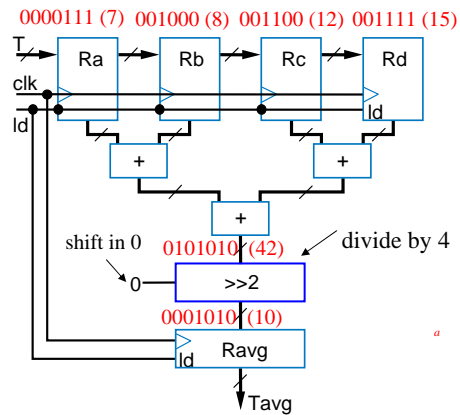 0000111 (7) 001000 (8) 001100 (12) 001111 (15)
T Ra Rb Rc Rd
clk
ld ld
+ +
+
shift in 0 0101010 (42) divide by 4
0 >>2
0001010 (10)
a
Ravg
ld
Tavg